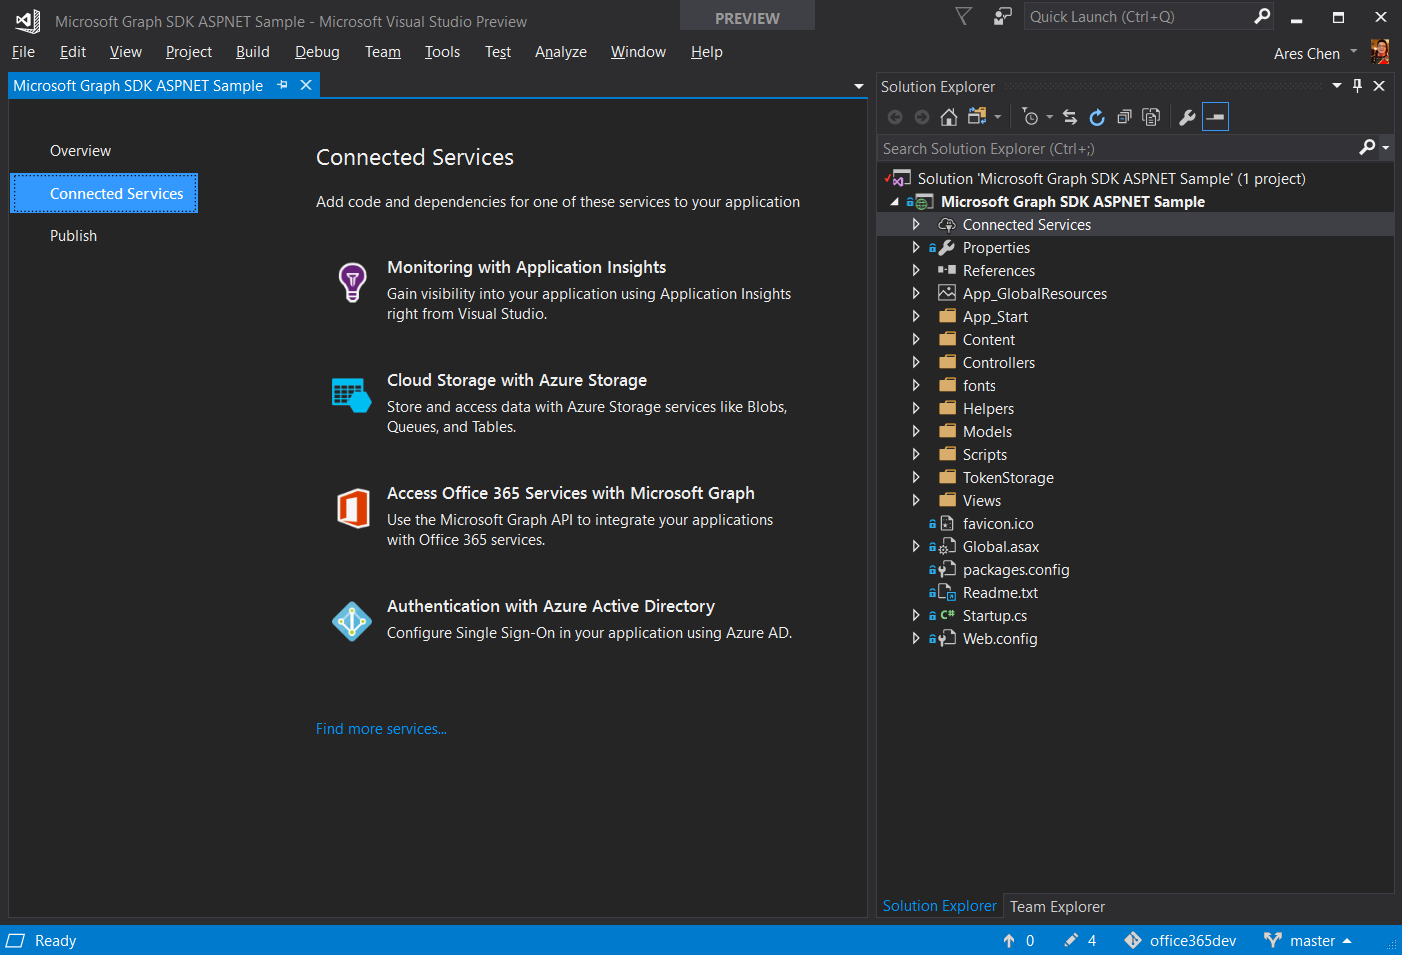 Microsoft Graph SDK ASPNET Sample - Microsoft Visual Studio Preview
PREVIEW
Quick Launch (Ctrl+Q)
File Edit View Project Build Debug Team Tools Test Analyze Window Help
Ares Chen
Microsoft Graph SDK ASPNET Sample
Overview
Connected Services
Publish
Connected Services
Add code and dependencies for one of these services to your application
Monitoring with Application Insights
Gain visibility into your application using Application Insights
right from Visual Studio.
Cloud Storage with Azure Storage
Store and access data with Azure Storage services like Blobs,
Queues, and Tables.
Access Office 365 Services with Microsoft Graph
Use the Microsoft Graph API to integrate your applications
with Office 365 services.
Authentication with Azure Active Directory
Configure Single Sign-On in your application using Azure AD.
Find more services...
Solution Explorer
Search Solution Explorer (Ctrl+;)
Solution 'Microsoft Graph SDK ASPNET Sample' (1 project)
Microsoft Graph SDK ASPNET Sample
Connected Services
Properties
References
App_GlobalResources
App_Start
Content
Controllers
fonts
Helpers
Models
Scripts
TokenStorage
Views
favicon.ico
Global.asax
packages.config
Readme.txt
C# Startup.cs
Web.config
Solution Explorer Team Explorer
Ready
0 4 office365dev master